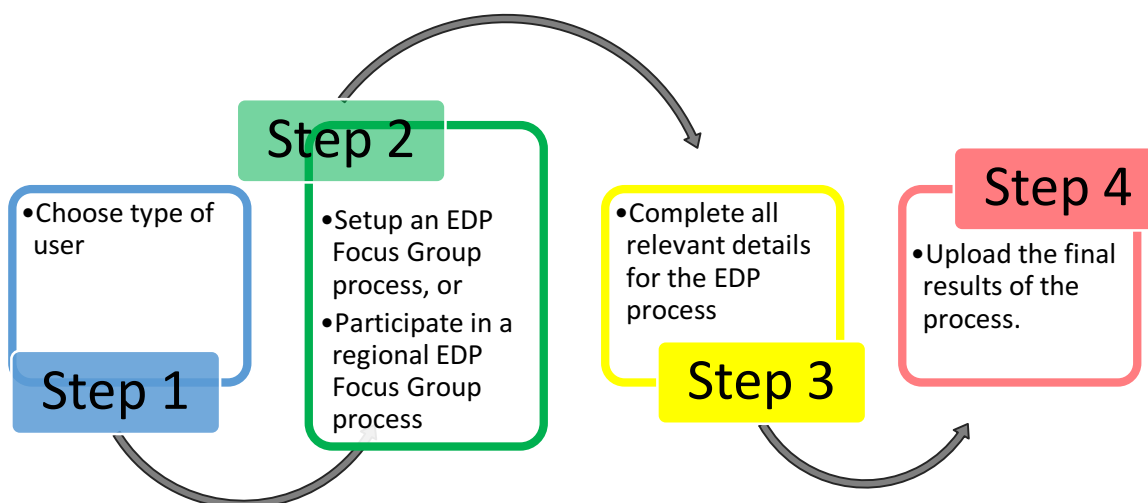 Step 1
•Choose type of
user
Step 2
•Setup an EDP
Focus Group
process, or
•Participate in a
regional EDP
Focus Group
process
•Complete all
relevant details
for the EDP
process
Step 3
Step 4
•Upload the final
results of the
process.